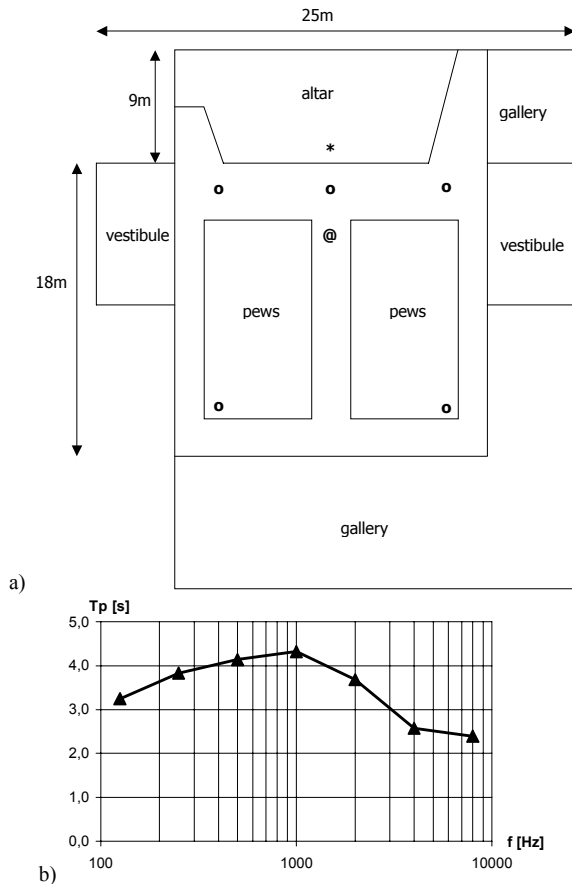 25m
9m
altar
gallery
*
o o o
vestibule
@
vestibule
18m
pews
pews
o o
gallery
a)
Tp [s]
5,0
4,0
3,0
2,0
1,0
0,0
100 1000 10000
f [Hz]
b)